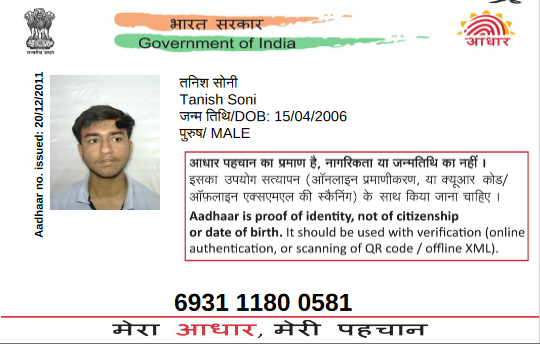 भारत सरकार
Government of India
आधार
Aadhaar no. issued: 20/12/2011
तनिश सोनी
Tanish Soni
जन्म तिथि/DOB: 15/04/2006
पुरुष/ MALE
आधार पहचान का प्रमाण है, नागरिकता या जन्मतिथि का नहीं ।
इसका उपयोग सत्यापन (ऑनलाइन प्रमाणीकरण, या क्यूआर कोड/
ऑफ़लाइन एक्सएमएल की स्कैनिंग) के साथ किया जाना चाहिए ।
Aadhaar is proof of identity, not of citizenship
or date of birth. It should be used with verification (online
authentication, or scanning of QR code / offline XML).
6931 1180 0581
मेरा आधार, मेरी पहचान